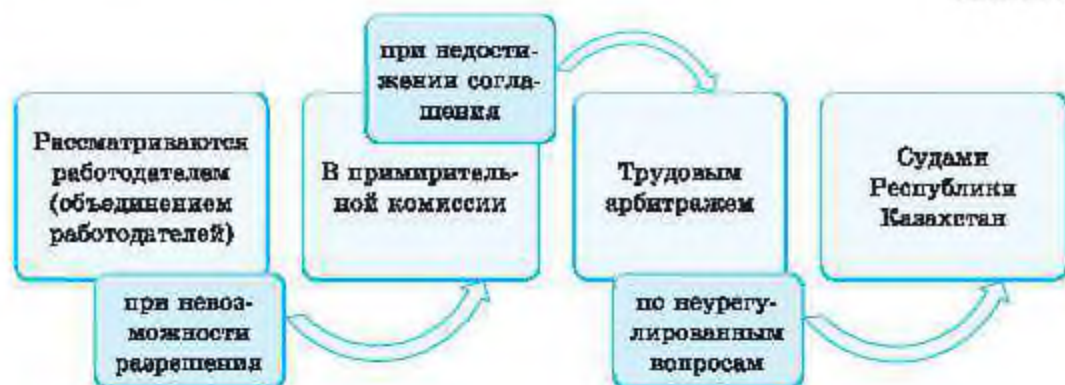 Рассматриваются
работодателем
(объединением
работодателей)
при невоз-
можности
разрешения
В примиритель-
ной комиссии
при недости-
жении согла-
шения
Трудовым
арбитражем
по неурегу-
лированным
вопросам
Судами
Республики
Казахстан